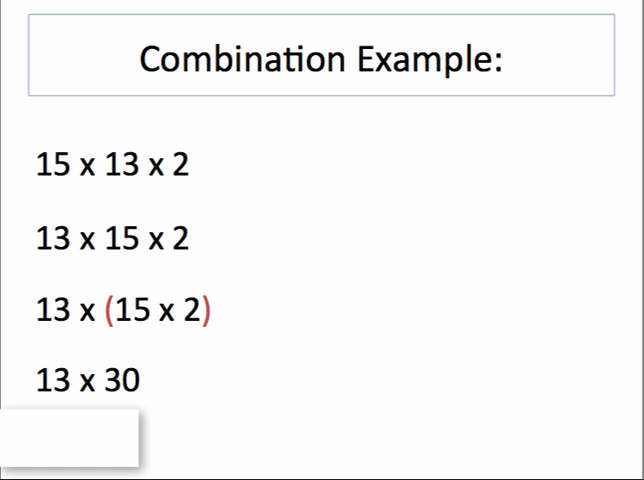 Combination Example:
15 x 13 x 2
13 x 15 x 2
13 x (15 x 2)
13 x 30